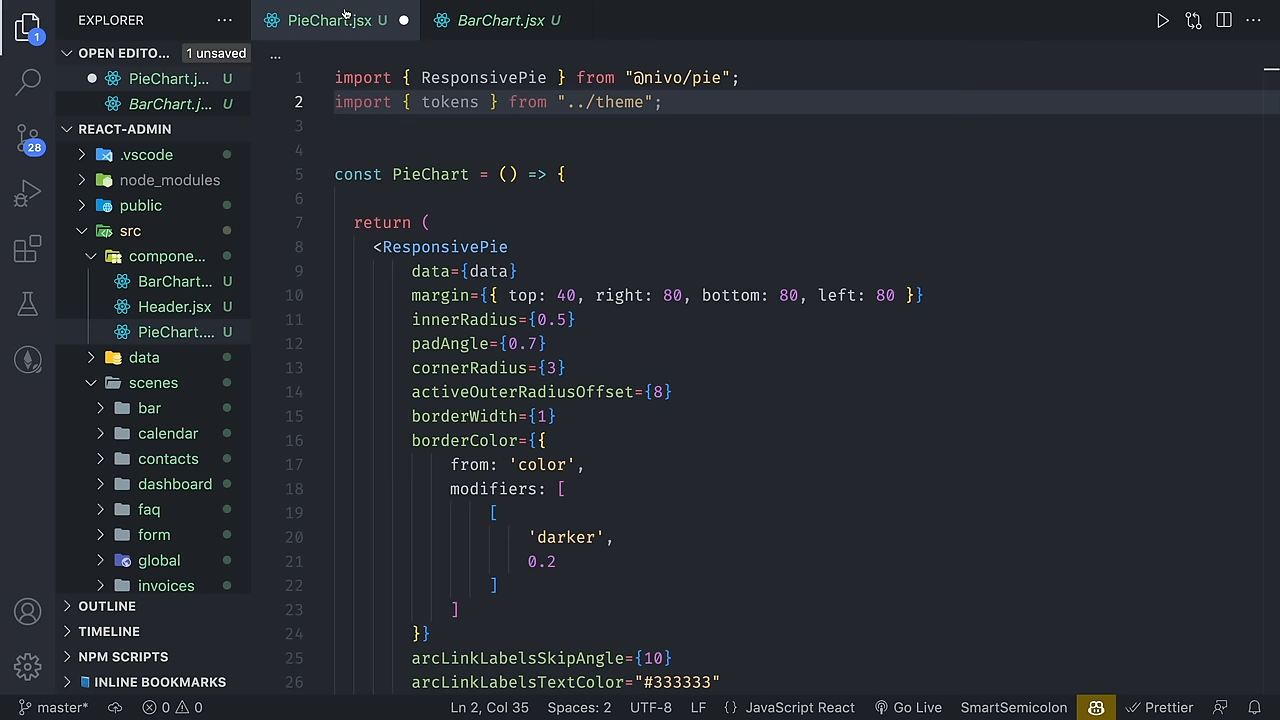 EXPLORER
PieChart.jsx U
BarChart.jsx U
OPEN EDITO... 1 unsaved
PieChart.j... U
BarChart.j... U
REACT-ADMIN
.vscode
node_modules
public
src
compone...
BarChart... U
Header.jsx U
PieChart.... U
data
scenes
bar
calendar
contacts
dashboard
faq
form
global
invoices
OUTLINE
TIMELINE
NPM SCRIPTS
INLINE BOOKMARKS
1
28
...
1 import { ResponsivePie } from "@nivo/pie";
2 import { tokens } from "../theme";
3
4
5 const PieChart = () => {
6
7 return (
8 <ResponsivePie
9 data={data}
10 margin={{ top: 40, right: 80, bottom: 80, left: 80 }}
11 innerRadius={0.5}
12 padAngle={0.7}
13 cornerRadius={3}
14 activeOuterRadiusOffset={8}
15 borderWidth={1}
16 borderColor={{
17 from: 'color',
18 modifiers: [
19 [
20 'darker',
21 0.2
22 ]
23 ]
24 }}
25 arcLinkLabelsSkipAngle={10}
26 arcLinkLabelsTextColor="#333333"
master* 0 0 Ln 2, Col 35 Spaces: 2 UTF-8 LF {} JavaScript React Go Live SmartSemicolon Prettier